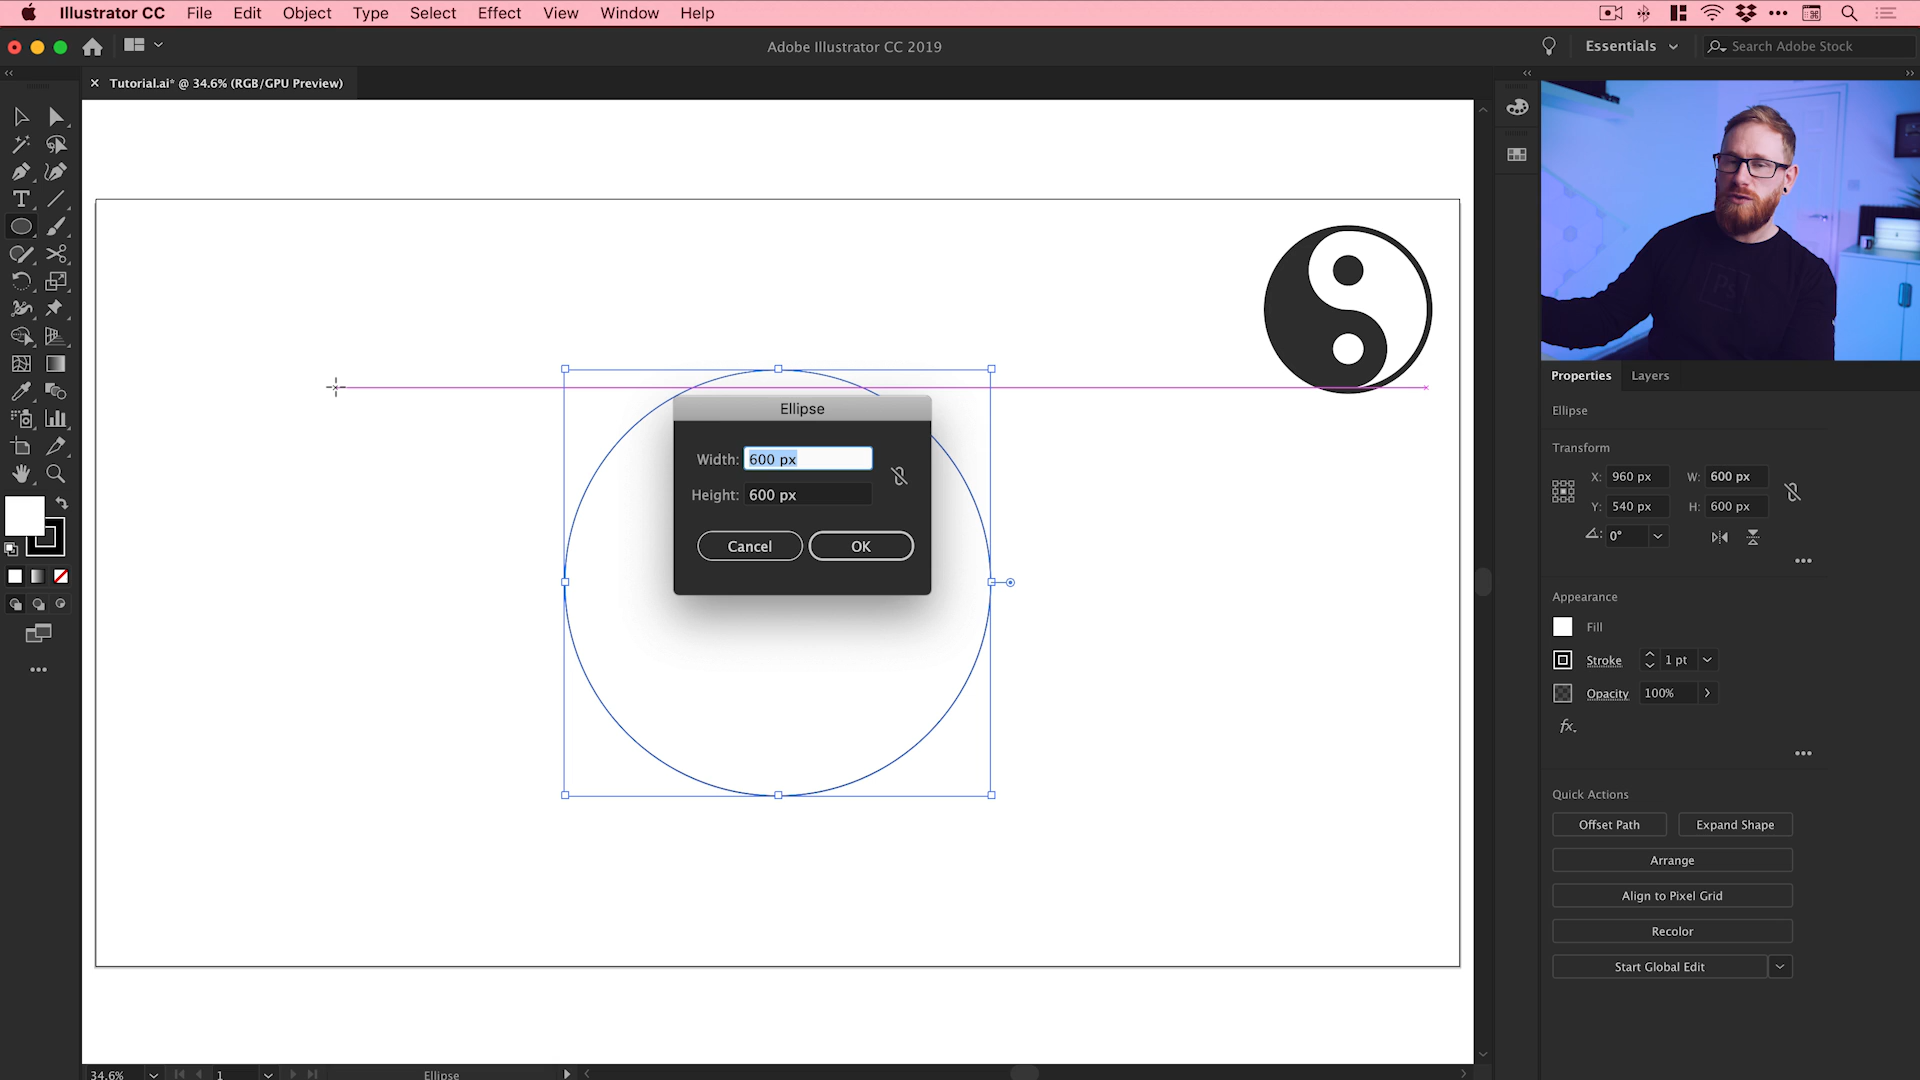 Illustrator CC File Edit Object Type Select Effect View Window Help
Adobe Illustrator CC 2019
Essentials
Search Adobe Stock
Tutorial.ai* @ 34.6% (RGB/GPU Preview)
Ellipse
Width: 600 px
Height: 600 px
Cancel OK
Properties Layers
Ellipse
Transform
X: 960 px W: 600 px
Y: 540 px H: 600 px
0°
Appearance
Fill
Stroke 1 pt
Opacity 100%
fx.
Quick Actions
Offset Path Expand Shape
Arrange
Align to Pixel Grid
Recolor
Start Global Edit
34.6% 1 Ellipse